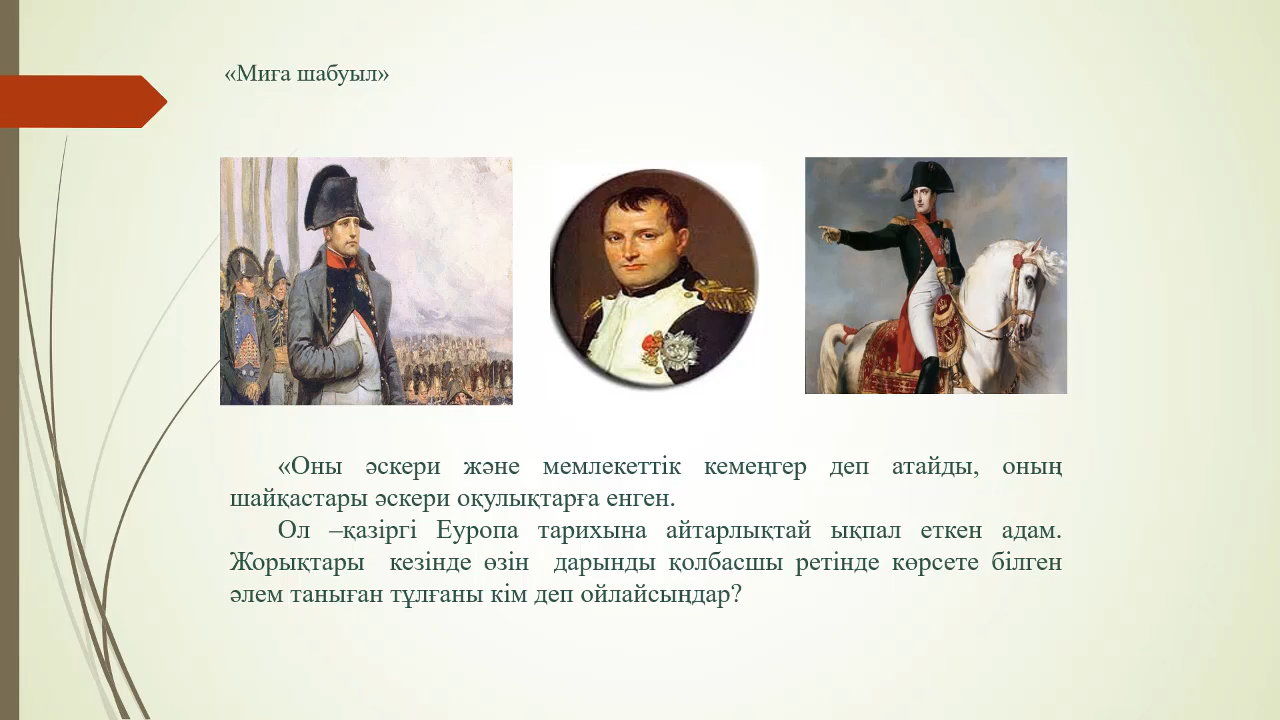 «Миға шабуыл»
«Оны әскери және мемлекеттік кемеңгер деп атайды, оның
шайқастары әскери оқулықтарға енген.
Ол –қазіргі Еуропа тарихына айтарлықтай ықпал еткен адам.
Жорықтары кезінде өзін дарынды қолбасшы ретінде көрсете білген
әлем таныған тұлғаны кім деп ойлайсыңдар?